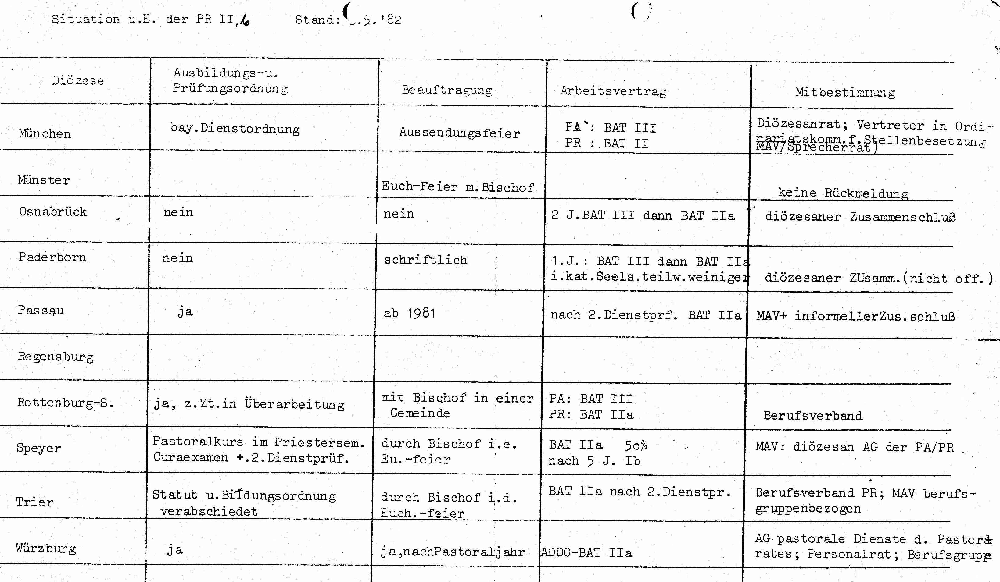 Situation u.E. der PR II,6 Stand: .5.'82
Diözese
Ausbildungs-u.
Prüfungsordnung
Beauftragung
Arbeitsvertrag
Mitbestimmung
München
bay.Dienstordnung
Aussendungsfeier
PA : BAT III
PR : BAT II
Diözesanrat; Vertreter in Ordi-
nariatskomm.f.Stellenbesetzung
MAV/Sprecherrat)
Münster
Euch-Feier m.Bischof
keine Rückmeldung
Osnabrück
nein
nein
2 J.BAT III dann BAT IIa
diözesaner Zusammenschluß
Paderborn
nein
schriftlich
1.J.: BAT III dann BAT IIa
i.kat.Seels.teilw.weiniger
diözesaner ZUsamm.(nicht off.)
Passau
ja
ab 1981
nach 2.Dienstprf. BAT IIa
MAV+ informellerZus.schluß
Regensburg
Rottenburg-S.
ja, z.Zt.in Überarbeitung
mit Bischof in einer
Gemeinde
PA: BAT III
PR: BAT IIa
Berufsverband
Speyer
Pastoralkurs im Priestersem.
Curaexamen +.2.Dienstprüf.
durch Bischof i.e.
Eu.-feier
BAT IIa 5o%
nach 5 J. Ib
MAV: diözesan AG der PA/PR
Trier
Statut u.Bildungsordnung
verabschiedet
durch Bischof i.d.
Euch.-feier
BAT IIa nach 2.Dienstpr.
Berufsverband PR; MAV berufs-
gruppenbezogen
Würzburg
ja
ja,nachPastoraljahr
ADDO-BAT IIa
AG pastorale Dienste d.
rates; Personalrat; Berufsgruppe